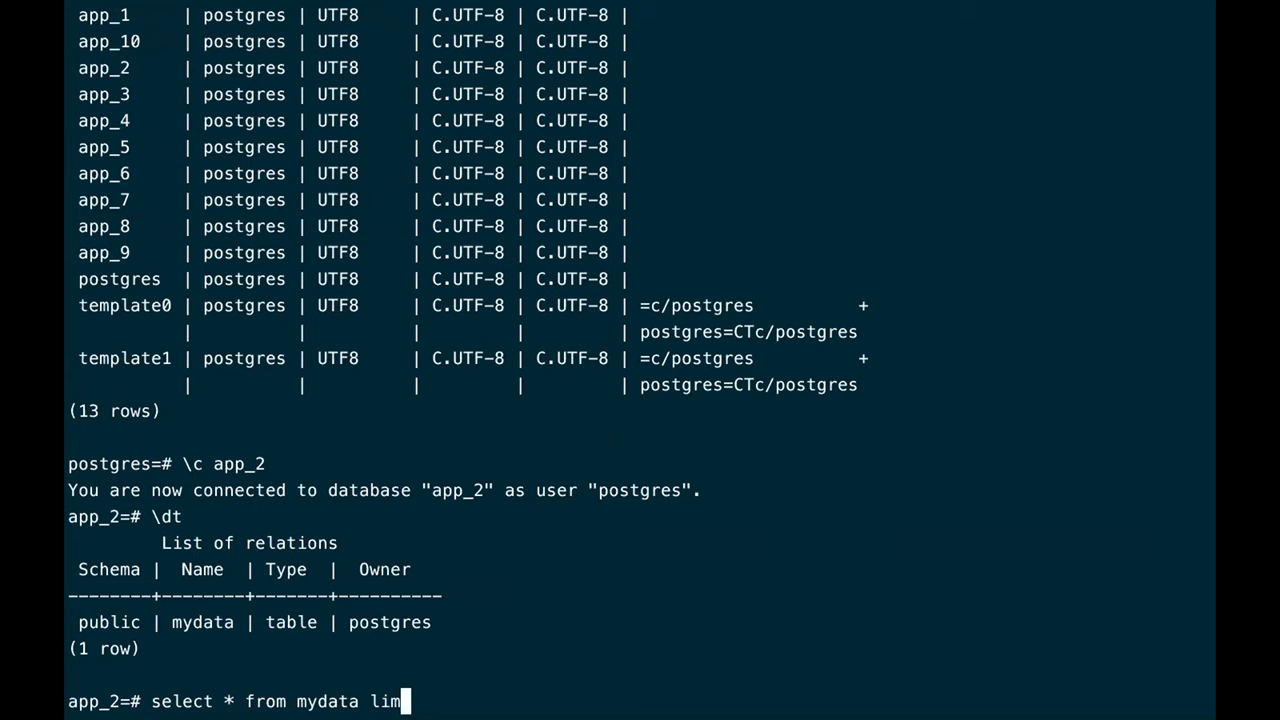 app_1     | postgres | UTF8     | C.UTF-8 | C.UTF-8 |
 app_10    | postgres | UTF8     | C.UTF-8 | C.UTF-8 |
 app_2     | postgres | UTF8     | C.UTF-8 | C.UTF-8 |
 app_3     | postgres | UTF8     | C.UTF-8 | C.UTF-8 |
 app_4     | postgres | UTF8     | C.UTF-8 | C.UTF-8 |
 app_5     | postgres | UTF8     | C.UTF-8 | C.UTF-8 |
 app_6     | postgres | UTF8     | C.UTF-8 | C.UTF-8 |
 app_7     | postgres | UTF8     | C.UTF-8 | C.UTF-8 |
 app_8     | postgres | UTF8     | C.UTF-8 | C.UTF-8 |
 app_9     | postgres | UTF8     | C.UTF-8 | C.UTF-8 |
 postgres  | postgres | UTF8     | C.UTF-8 | C.UTF-8 |
 template0 | postgres | UTF8     | C.UTF-8 | C.UTF-8 | =c/postgres          +
           |          |          |         |         | postgres=CTc/postgres
 template1 | postgres | UTF8     | C.UTF-8 | C.UTF-8 | =c/postgres          +
           |          |          |         |         | postgres=CTc/postgres
(13 rows)

postgres=# \c app_2
You are now connected to database "app_2" as user "postgres".
app_2=# \dt
         List of relations
 Schema |  Name  | Type  |  Owner
--------+--------+-------+----------
 public | mydata | table | postgres
(1 row)

app_2=# select * from mydata lim